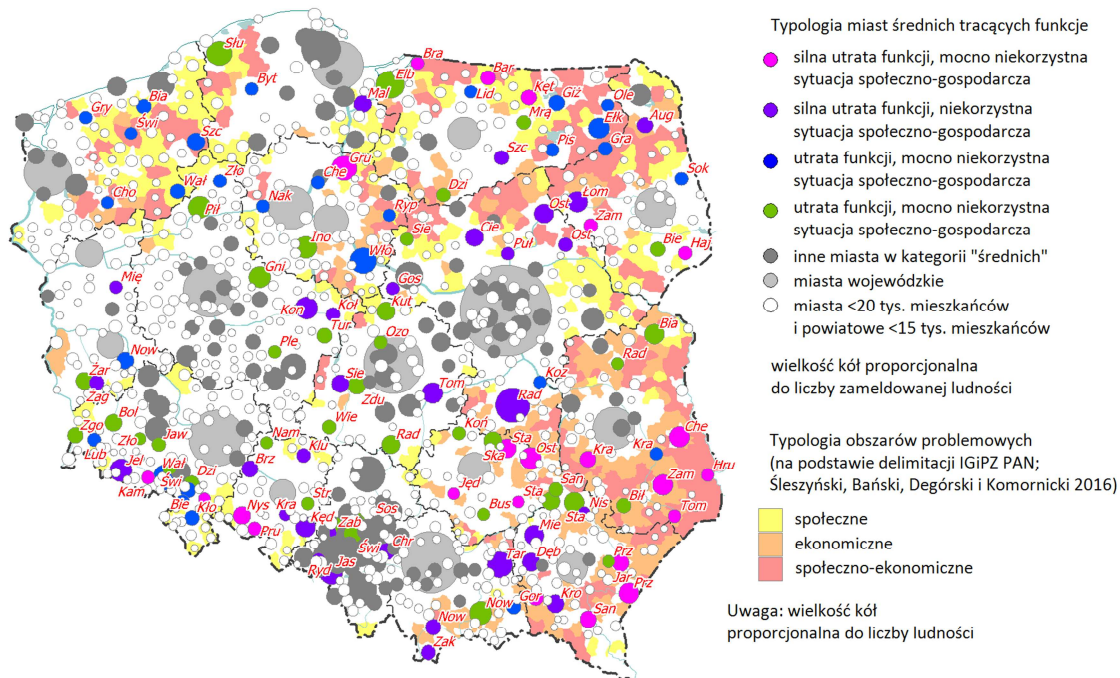 Typologia miast średnich tracących funkcje
silna utrata funkcji, mocno niekorzystna
sytuacja społeczno-gospodarcza
silna utrata funkcji, niekorzystna
sytuacja społeczno-gospodarcza
utrata funkcji, mocno niekorzystna
sytuacja społeczno-gospodarcza
utrata funkcji, mocno niekorzystna
sytuacja społeczno-gospodarcza
inne miasta w kategorii "średnich"
miasta wojewódzkie
miasta <20 tys. mieszkańców
i powiatowe <15 tys. mieszkańców
wielkość kół proporcjonalna
do liczby zameldowanej ludności
Typologia obszarów problemowych
(na podstawie delimitacji IGiPZ PAN;
Śleszyński, Bański, Degórski i Komornicki 2016)
społeczne
ekonomiczne
społeczno-ekonomiczne
Uwaga: wielkość kół
proporcjonalna do liczby ludności
Słu
Byt
Bia
Gry
Świ
Szc
Cho
Wał
Zło
Pił
Nak
Bra
Bar
Elb
Mal
Lid
Kęt
Giż
Ole
Mrą
Ełk
Aug
Pis
Gra
Szc
Sok
Gru
Che
Dzi
Ryp
Sie
Łom
Ost
Zam
Cie
Ost
Puł
Bie
Haj
Ino
Wło
Gni
Gos
Mię
Kon
Koł
Kut
Tur
Ozo
Ple
Bia
Rad
Now
Żar
Żag
Sie
Zdu
Tom
Koz
Rad
Wie
Bol
Zgo
Zło
Jaw
Lub
Nam
Klu
Rad
Koń
Ska
Sta
Ost
Kra
Kra
Che
Hru
Jel
Kam
Wał
Świ
Dzi
Brz
Bie
Kło
Nys
Pru
Str
Kra
Kęd
Zab
Sos
Świ
Chr
Jas
Ryd
Jęd
Bus
Sta
San
Sta
Nis
Bił
Zam
Tom
Mie
Tar
Dęb
Prz
Jar
Prz
Now
Gor
Kro
San
Now
Zak